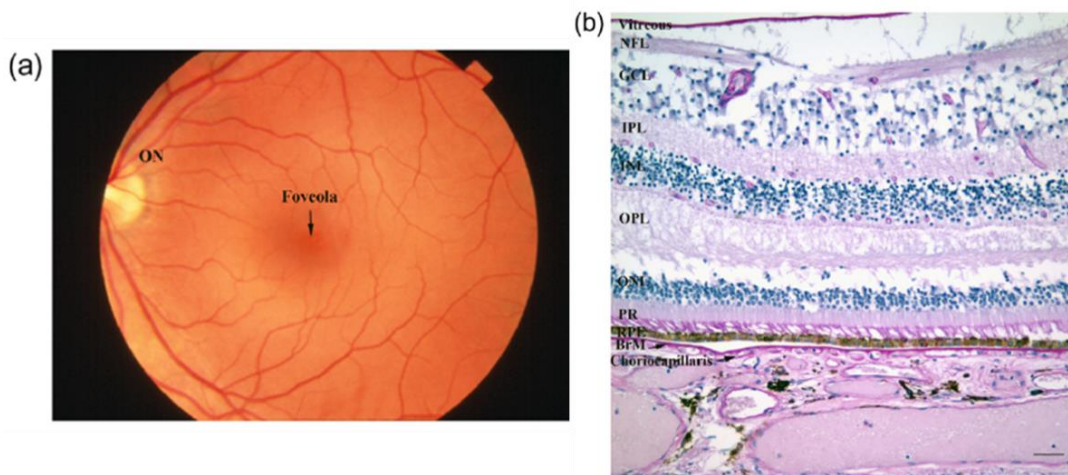 (a)
ON
Foveola
(b)
Vitreous
NFL
GCL
IPL
INL
OPL
ONL
PR
RPE
BrM
Choriocapillaris